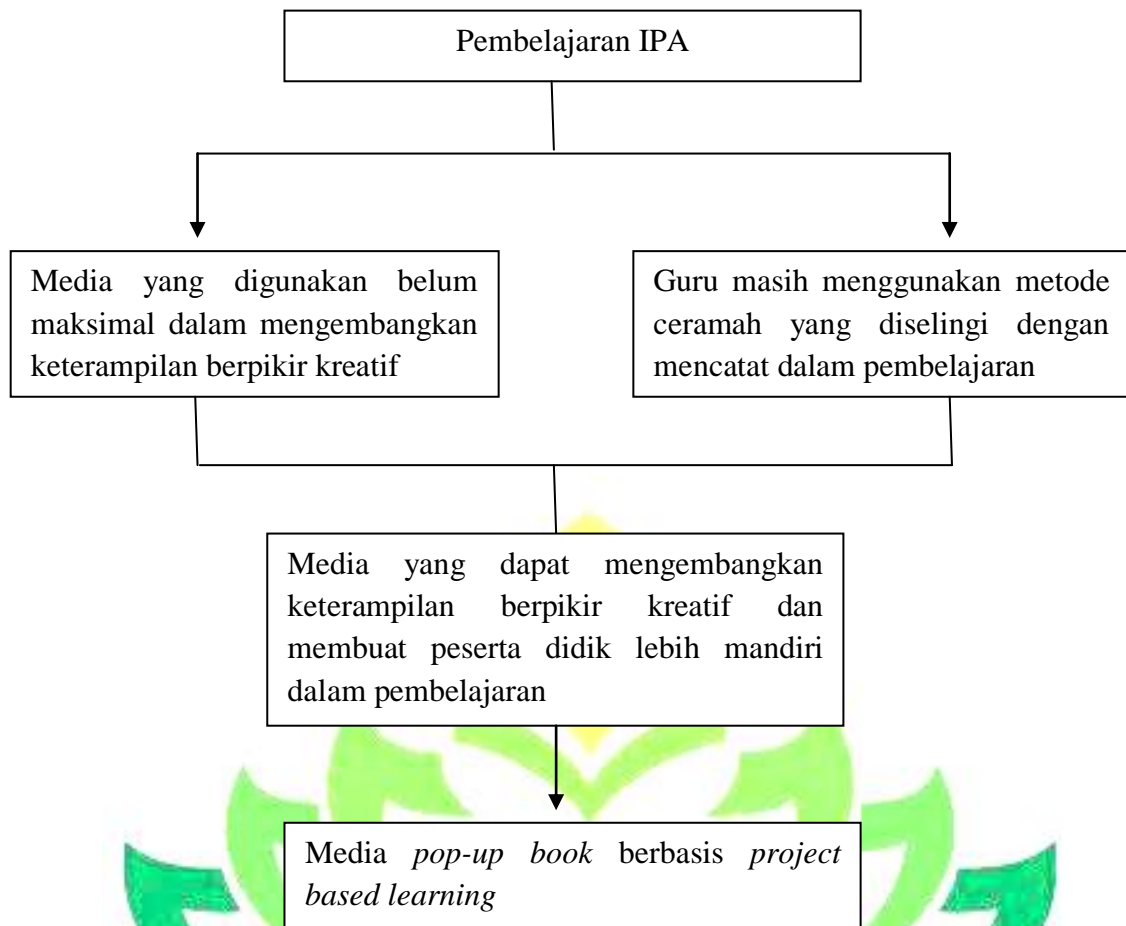 Pembelajaran IPA
Media yang digunakan belum
maksimal dalam mengembangkan
keterampilan berpikir kreatif
Guru masih menggunakan metode
ceramah yang diselingi dengan
mencatat dalam pembelajaran
Media yang dapat mengembangkan
keterampilan berpikir kreatif dan
membuat peserta didik lebih mandiri
dalam pembelajaran
Media pop-up book berbasis project
based learning